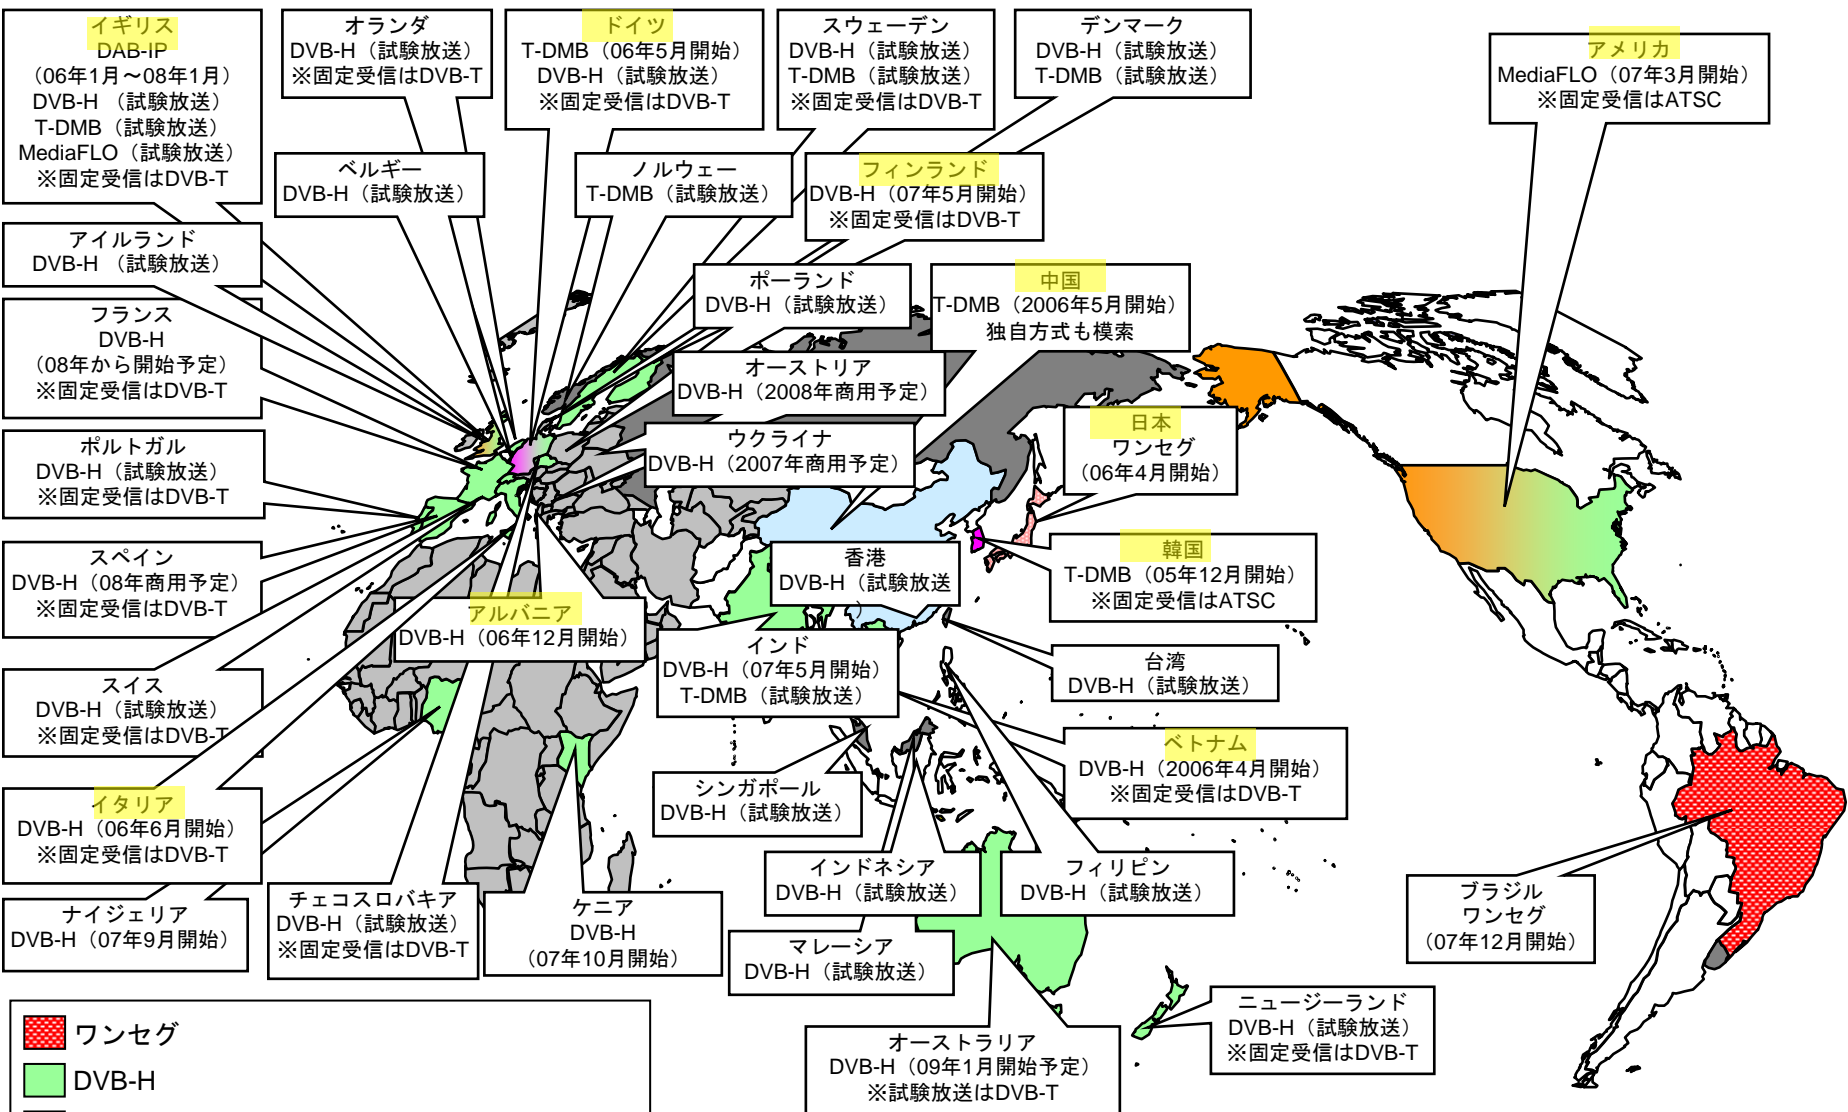 イギリス
DAB-IP
（06年1月～08年1月）
DVB-H （試験放送）
T-DMB（試験放送）
MediaFLO（試験放送）
※固定受信はDVB-T
オランダ
DVB-H（試験放送）
※固定受信はDVB-T
ドイツ
T-DMB（06年5月開始）
DVB-H（試験放送）
※固定受信はDVB-T
スウェーデン
DVB-H（試験放送）
T-DMB（試験放送）
※固定受信はDVB-T
デンマーク
DVB-H（試験放送）
T-DMB（試験放送）
アメリカ
MediaFLO（07年3月開始）
※固定受信はATSC
ベルギー
DVB-H（試験放送）
ノルウェー
T-DMB（試験放送）
フィンランド
DVB-H（07年5月開始）
※固定受信はDVB-T
アイルランド
DVB-H （試験放送）
ポーランド
DVB-H（試験放送）
中国
T-DMB（2006年5月開始）
独自方式も模索
フランス
DVB-H
（08年から開始予定）
※固定受信はDVB-T
オーストリア
DVB-H（2008年商用予定）
ウクライナ
DVB-H（2007年商用予定）
日本
ワンセグ
（06年4月開始）
ポルトガル
DVB-H（試験放送）
※固定受信はDVB-T
スペイン
DVB-H（08年商用予定）
※固定受信はDVB-T
香港
DVB-H（試験放送
）
韓国
T-DMB（05年12月開始）
※固定受信はATSC
アルバニア
DVB-H（06年12月開始）
インド
DVB-H（07年5月開始）
T-DMB（試験放送）
台湾
DVB-H（試験放送）
スイス
DVB-H（試験放送）
※固定受信はDVB-T
ベトナム
DVB-H（2006年4月開始）
※固定受信はDVB-T
シンガポール
DVB-H（試験放送）
イタリア
DVB-H（06年6月開始）
※固定受信はDVB-T
インドネシア
DVB-H（試験放送）
フィリピン
DVB-H（試験放送）
ナイジェリア
DVB-H（07年9月開始）
チェコスロバキア
DVB-H（試験放送）
※固定受信はDVB-T
ケニア
DVB-H
（07年10月開始）
マレーシア
DVB-H（試験放送）
ブラジル
ワンセグ
（07年12月開始）
オーストラリア
DVB-H（09年1月開始予定）
※試験放送はDVB-T
ニュージーランド
DVB-H（試験放送）
※固定受信はDVB-T
ワンセグ
DVB-H